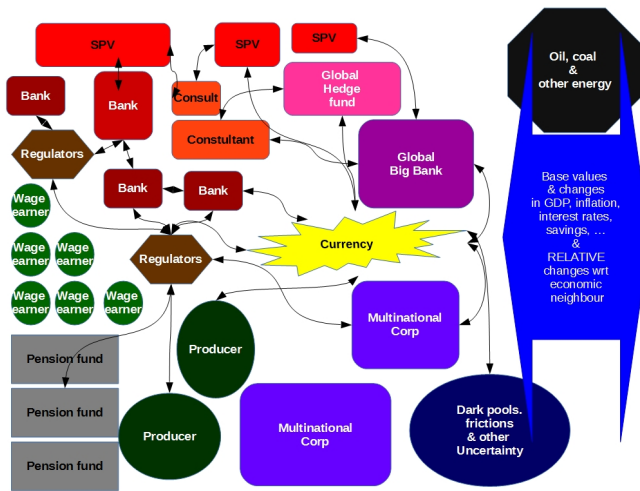 SPV
SPV
SPV
Oil, coal
&
other energy
Global
Hedge
fund
Bank
Bank
Consult
Constultant
Regulators
Global
Big Bank
Base values
& changes
in GDP, inflation,
interest rates,
savings, ...
&
RELATIVE
changes wrt
economic
neighbour
Bank
Bank
Wage
earner
Wage
earner
Wage
earner
Regulators
Currency
Wage
earner
Wage
earner
Wage
earner
Multinational
Corp
Producer
Pension fund
Pension fund
Pension fund
Producer
Multinational
Corp
Dark pools.
frictions
& other
Uncertainty